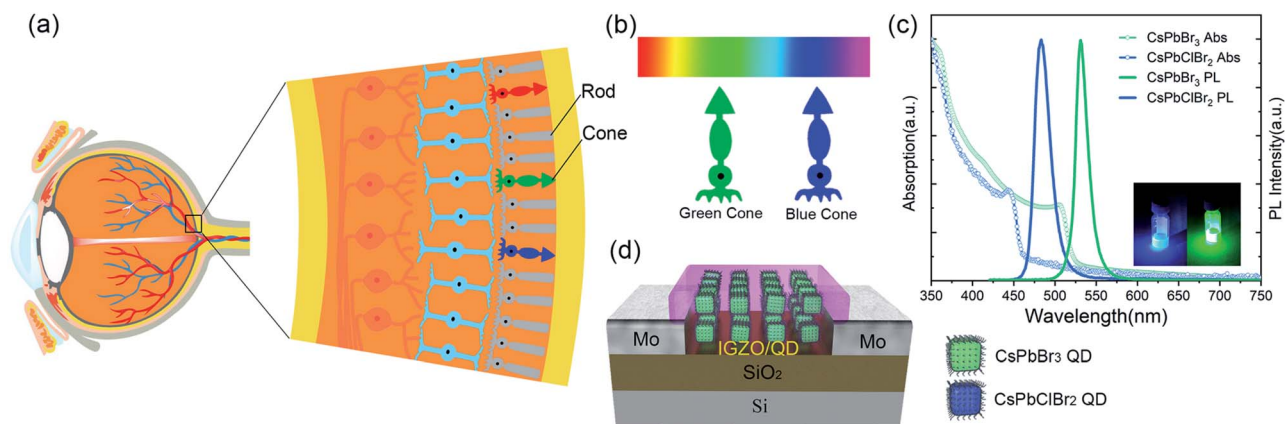 (a)
Rod
Cone
(b)
Green Cone
Blue Cone
(c)
Absorption(a.u.)
PL Intensity(a.u.)
CsPbBr₃ Abs
CsPbClBr₂ Abs
CsPbBr₃ PL
CsPbClBr₂ PL
350 400 450 500 550 600 650 700 750
Wavelength(nm)
(d)
Mo
IGZO/QD
Mo
SiO₂
Si
CsPbBr₃ QD
CsPbClBr₂ QD